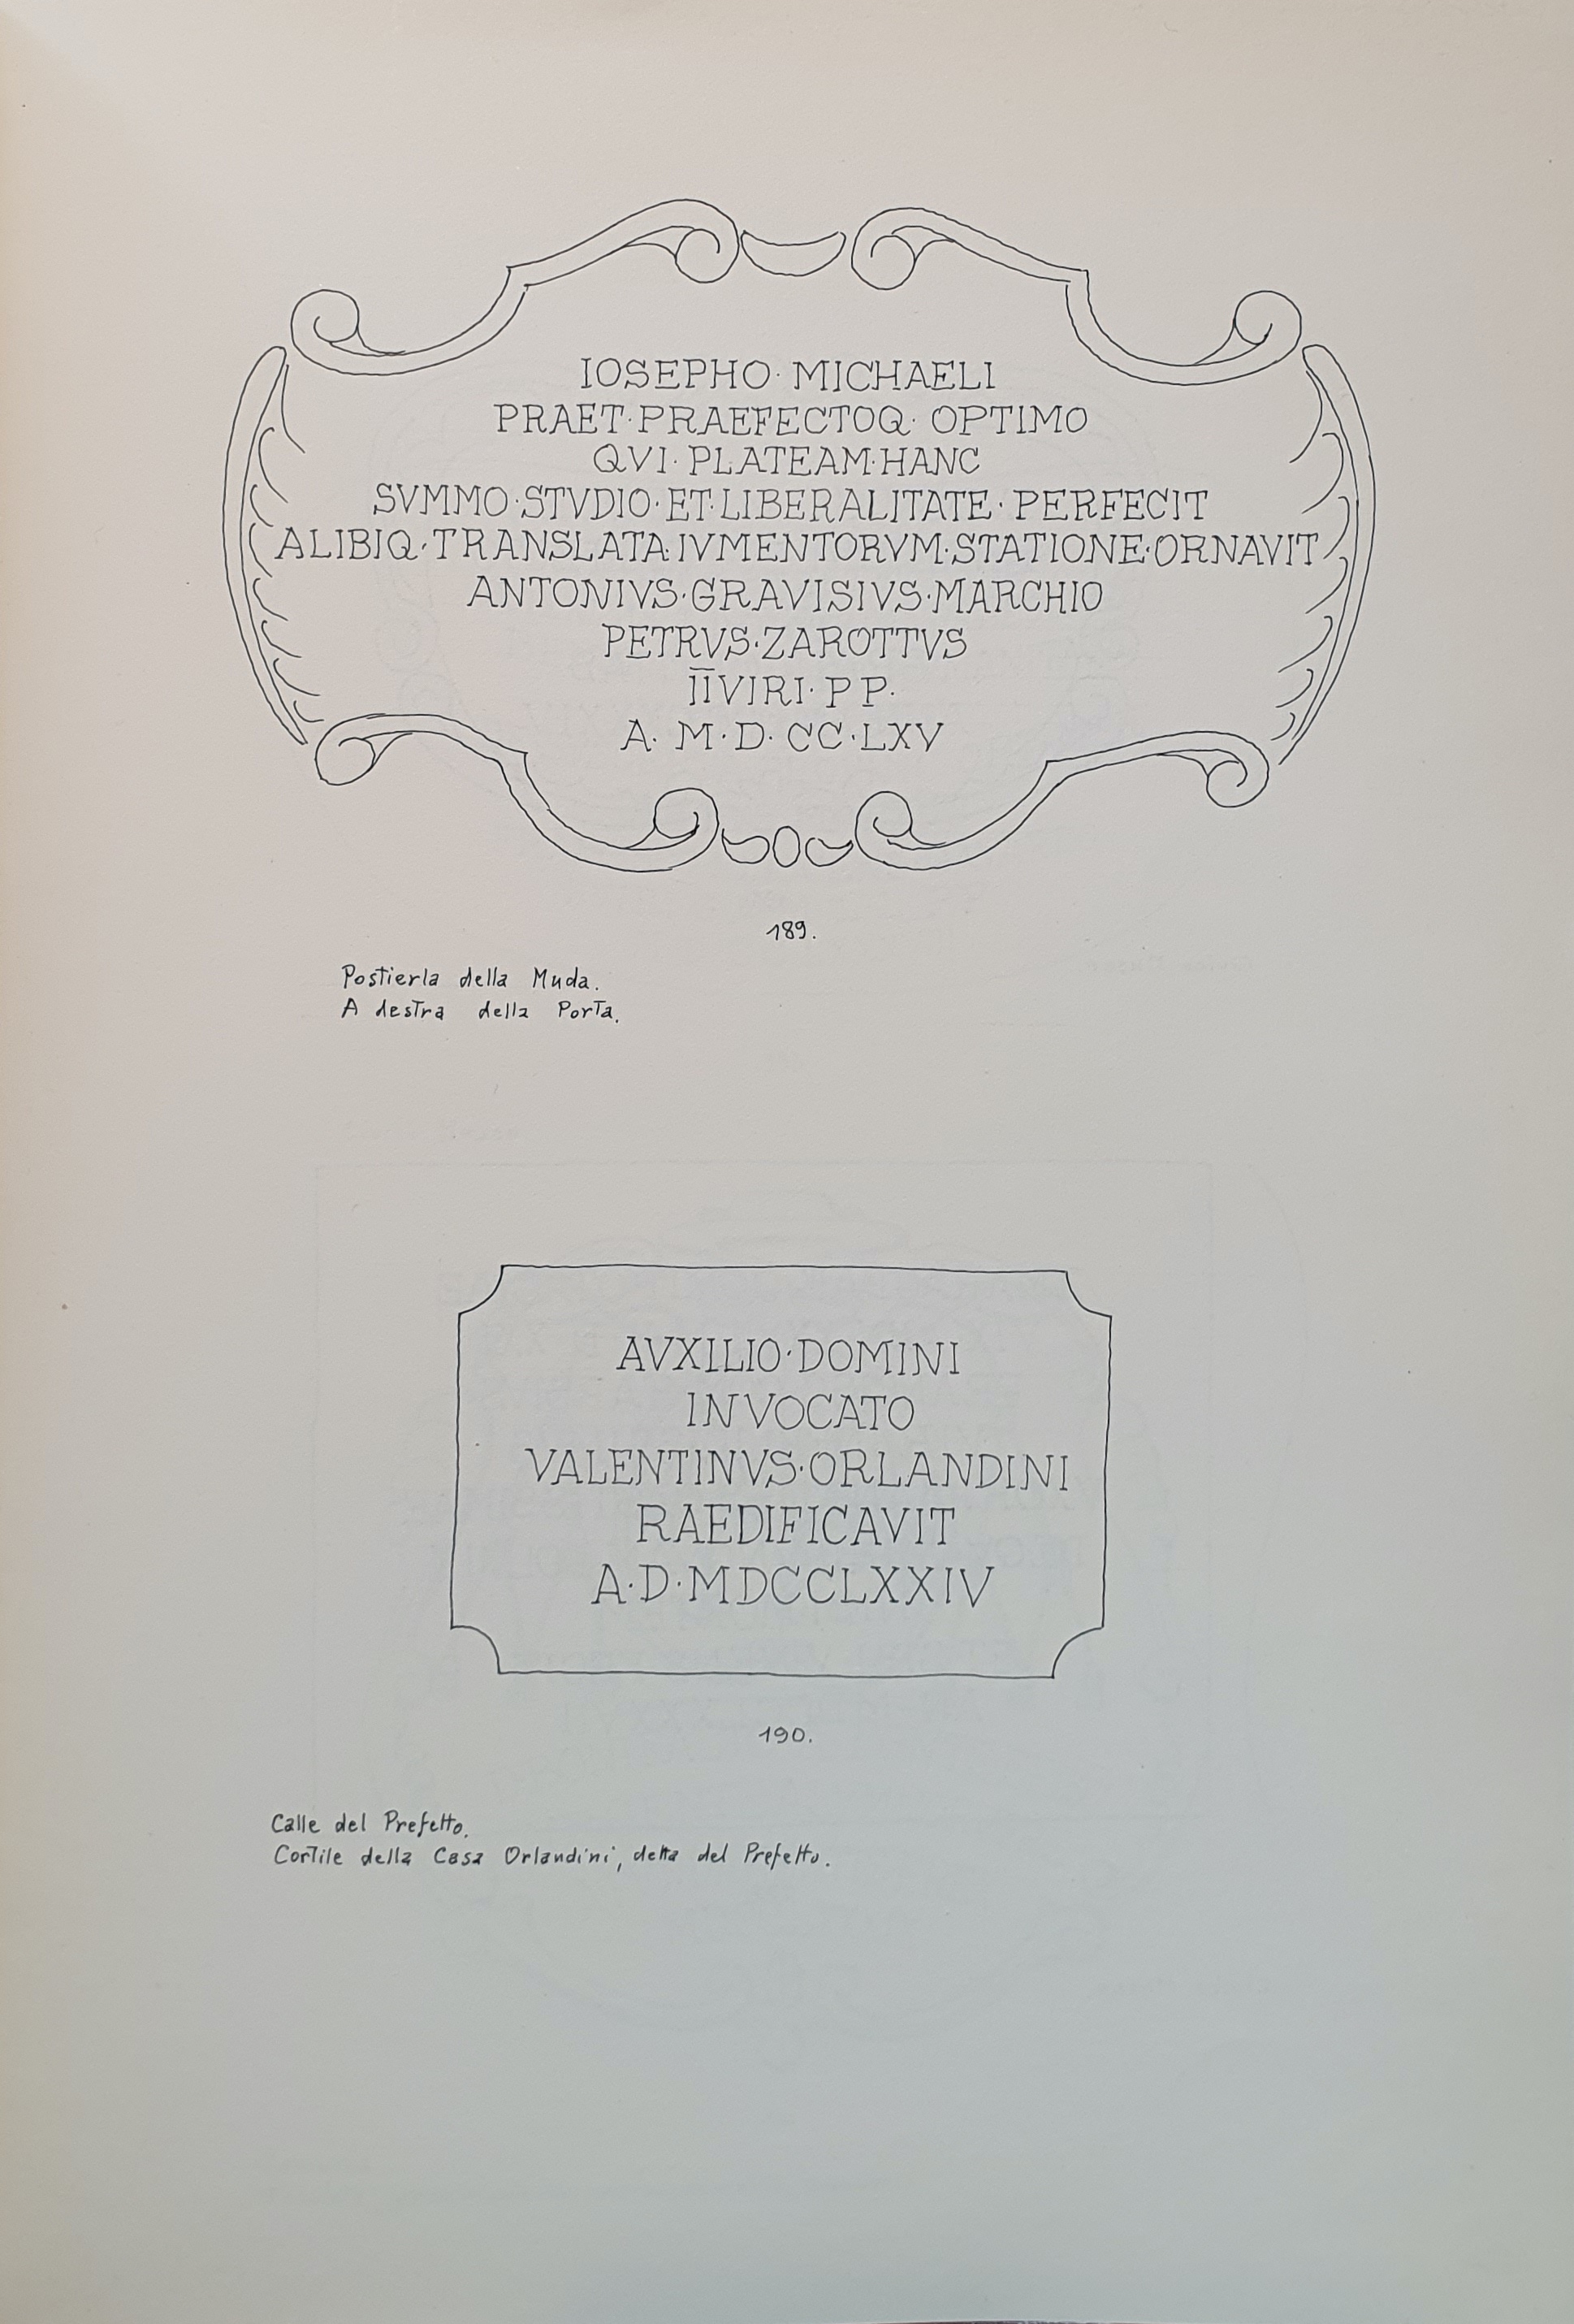 IOSEPHO· MICHAELI
PRAET·PRAEFECTOQ· OPTIMO
QVI· PLATEAM·HANC
SVMMO·STVDIO·ET·LIBERALITATE· PERFECIT
ALIBIQ·TRANSLATA·IVMENTORVM·STATIONE·ORNAVIT
ANTONIVS·GRAVISIVS·MARCHIO
PETRVS·ZAROTTVS
I̅I̅VIRI· P P·
A· M·D· CC·LXV
189.
Postierla della Muda.
A destra della Porta.
AVXILIO·DOMINI
INVOCATO
VALENTINVS·ORLANDINI
RAEDIFICAVIT
A·D·MDCCLXXIV
190.
Calle del Prefetto.
Cortile della Casa Orlandini, detta del Prefetto.